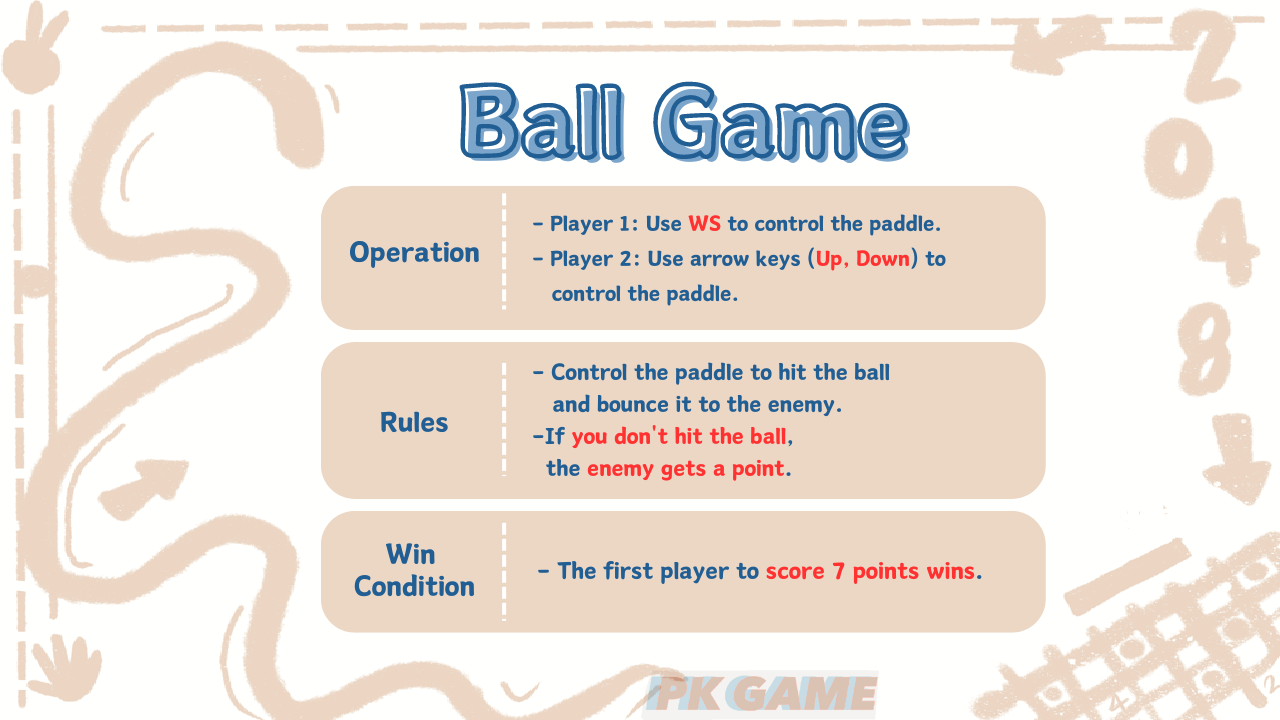 Ball Game
Operation
- Player 1: Use WS to control the paddle.
- Player 2: Use arrow keys (Up, Down) to
control the paddle.
Rules
- Control the paddle to hit the ball
and bounce it to the enemy.
-If you don't hit the ball,
the enemy gets a point.
Win
Condition
- The first player to score 7 points wins.
2
0
4
8
4
2
PK GAME